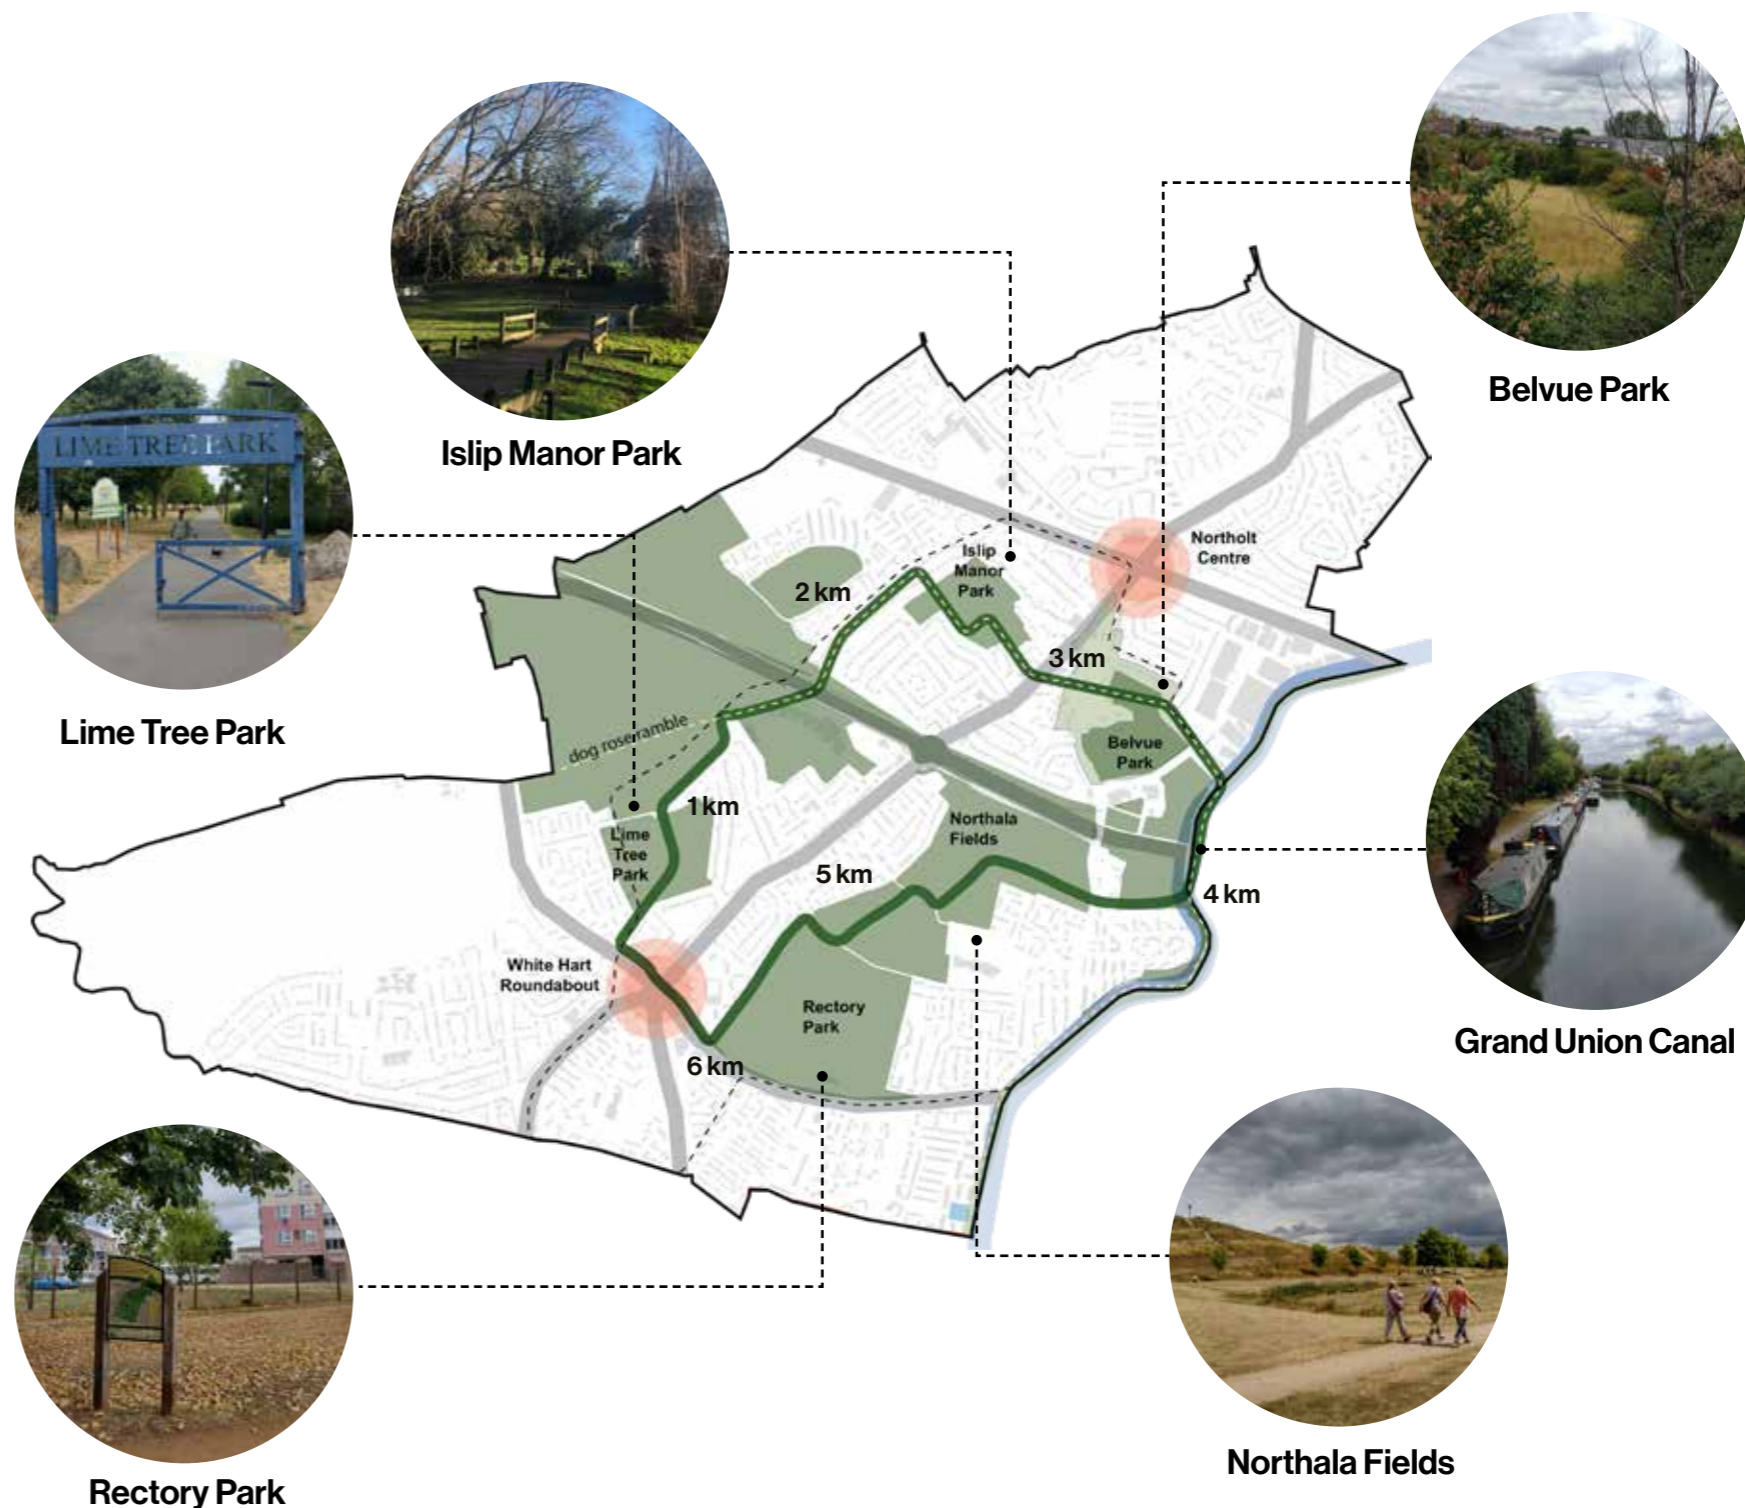 Belvue Park
Islip Manor Park
LIME TREE PARK
Lime Tree Park
Northolt
Centre
Islip
Manor
Park
2 km
3 km
dog rose ramble
Belvue
Park
1 km
Northala
Fields
Lime
Tree
Park
5 km
4 km
White Hart
Roundabout
Rectory
Park
6 km
Grand Union Canal
Northala Fields
Rectory Park